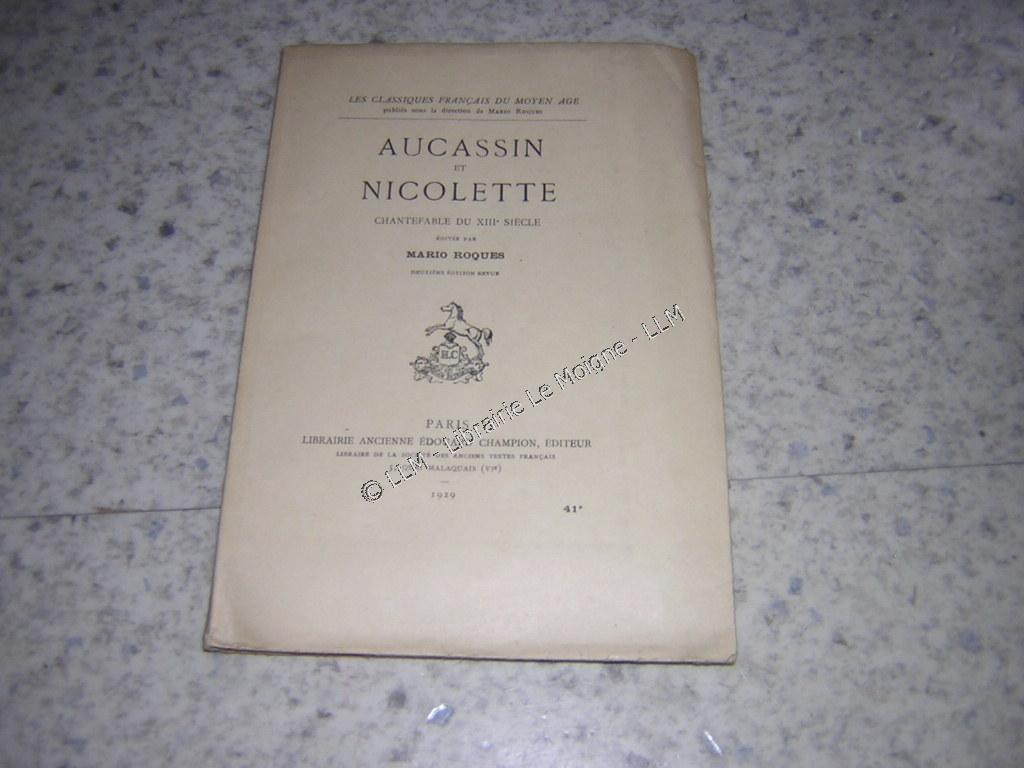 LES CLASSIQUES FRANÇAIS DU MOYEN AGE
publiés sous la direction de MARIO ROQUES
AUCASSIN
ET
NICOLETTE
CHANTEFABLE DU XIIIe SIÈCLE
ÉDITÉE PAR
MARIO ROQUES
DEUXIÈME ÉDITION REVUE
H.C
PARIS
LIBRAIRIE ANCIENNE ÉDOUARD CHAMPION, ÉDITEUR
LIBRAIRE DE LA SOCIÉTÉ DES ANCIENS TEXTES FRANÇAIS
MALAQUAIS (VIe)
1929
41*
© LLM - Librairie Le Moigne - LLM